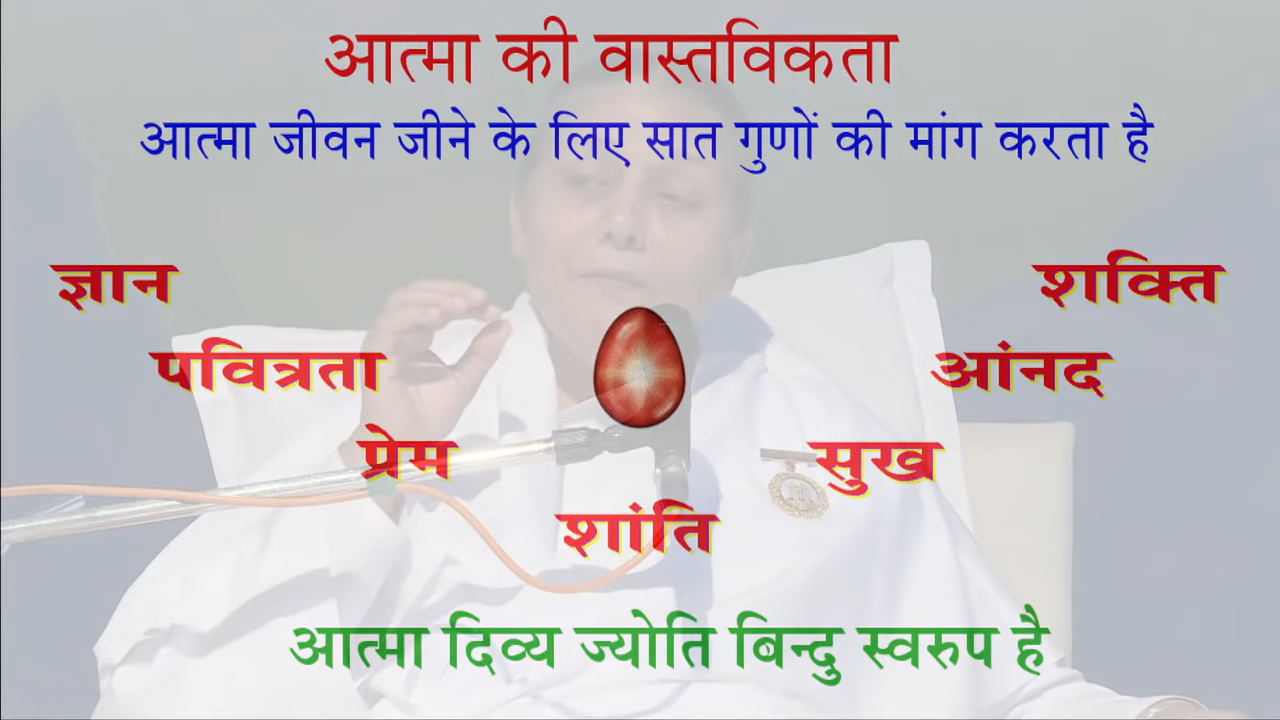 आत्मा की वास्तविकता
आत्मा जीवन जीने के लिए सात गुणों की मांग करता है
ज्ञान
शक्ति
पवित्रता
आंनद
प्रेम
सुख
शांति
आत्मा दिव्य ज्योति बिन्दु स्वरुप है